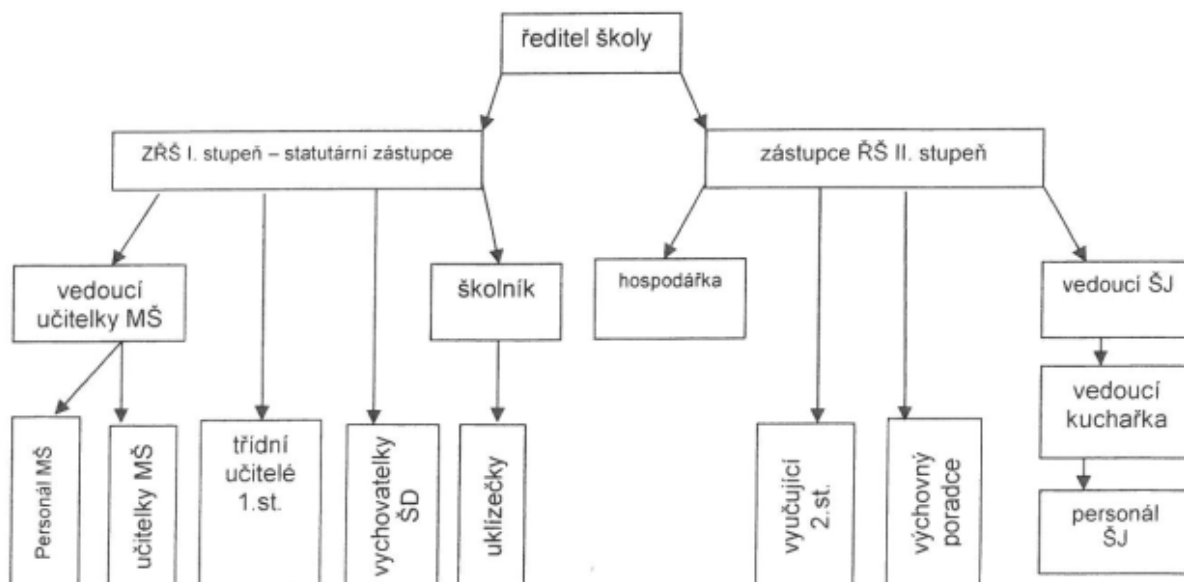 ředitel školy
ZŘŠ I. stupeň – statutární zástupce
zástupce ŘŠ II. stupeň
vedoucí
učitelky MŠ
školník
hospodářka
vedoucí ŠJ
vedoucí
kuchařka
Personál MŠ
učitelky MŠ
třídní
učitelé
1.st.
vychovatelky
ŠD
uklízečky
vyučující
2.st.
výchovný
poradce
personál
ŠJ